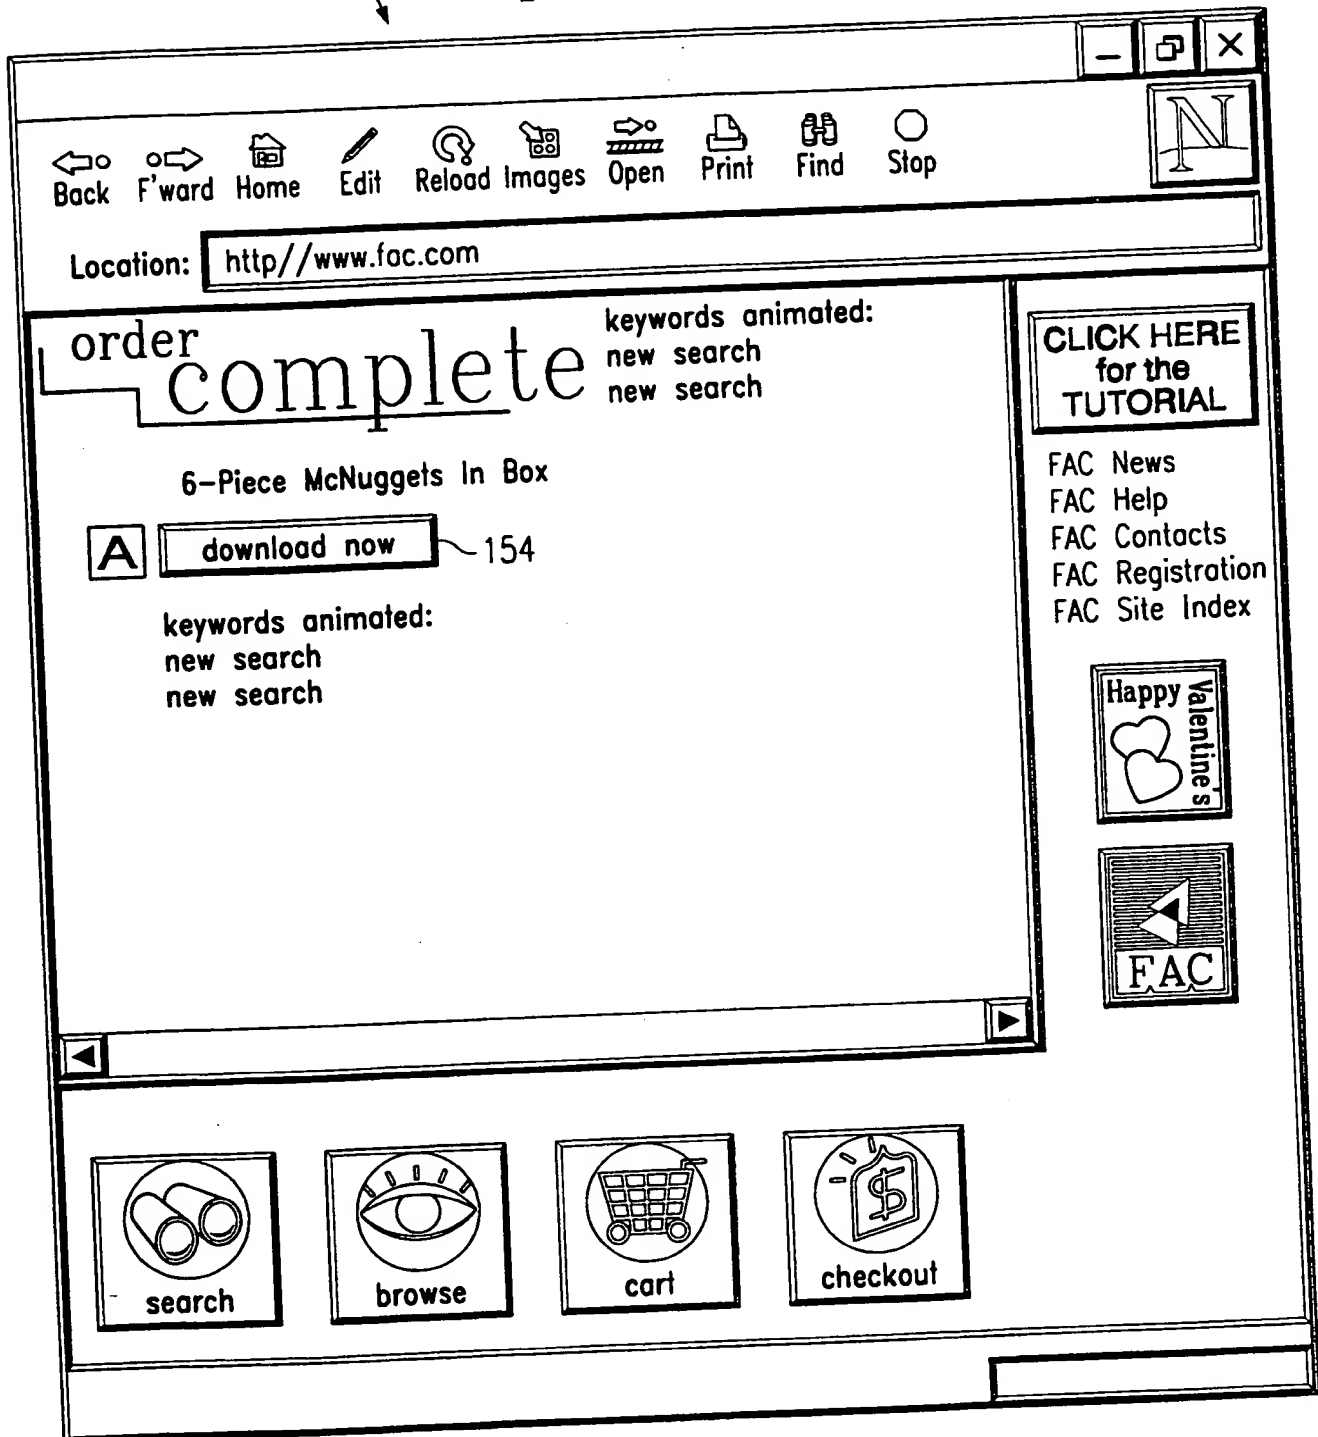 N
Back F'ward Home Edit Reload Images Open Print Find Stop
Location: http//www.fac.com
order
complete
keywords animated:
new search
new search
6-Piece McNuggets In Box
A download now 154
keywords animated:
new search
new search
CLICK HERE
for the
TUTORIAL
FAC News
FAC Help
FAC Contacts
FAC Registration
FAC Site Index
Happy
Valentine's
FAC
search browse cart checkout
$